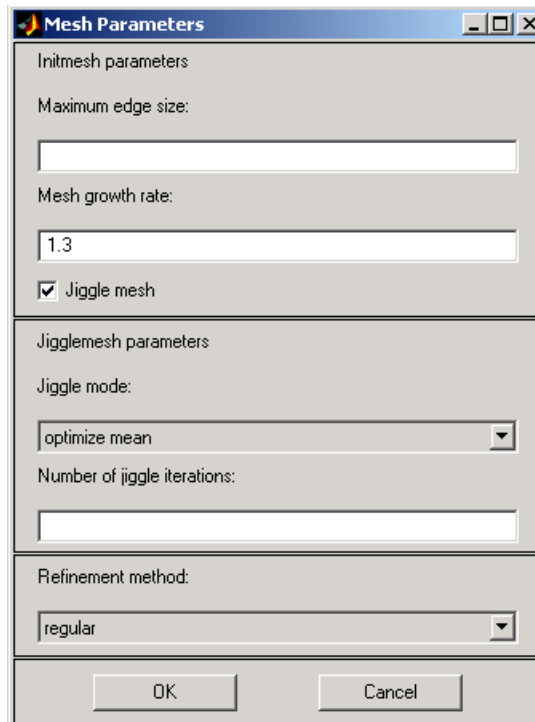 Mesh Parameters
Initmesh parameters
Maximum edge size:
Mesh growth rate:
1.3
Jiggle mesh
Jigglemesh parameters
Jiggle mode:
optimize mean
Number of jiggle iterations:
Refinement method:
regular
OK Cancel